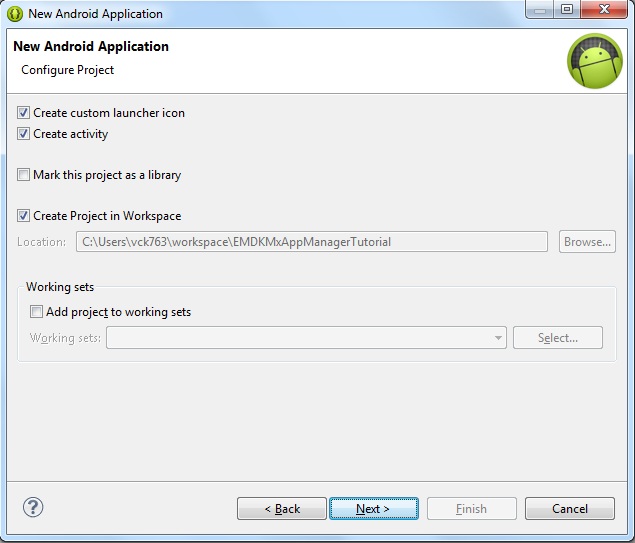 New Android Application
New Android Application
Configure Project
Create custom launcher icon
Create activity
Mark this project as a library
Create Project in Workspace
Location: C:\Users\vck763\workspace\EMDKMxAppManagerTutorial Browse...
Working sets
Add project to working sets
Working sets: Select...
? < Back Next > Finish Cancel